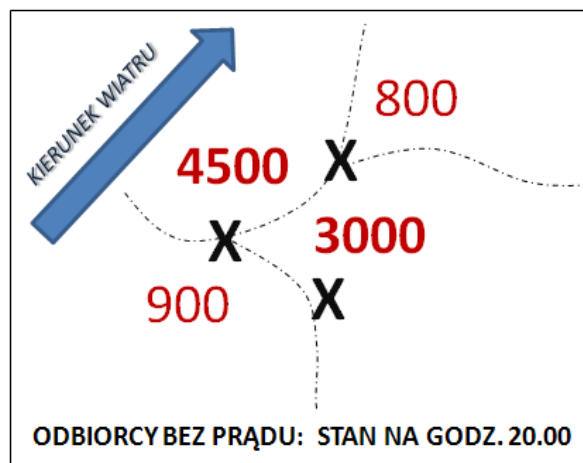 KIERUNEK WIATRU
800
4500
X
3000
X
900
X
ODBIORCY BEZ PRĄDU: STAN NA GODZ. 20.00